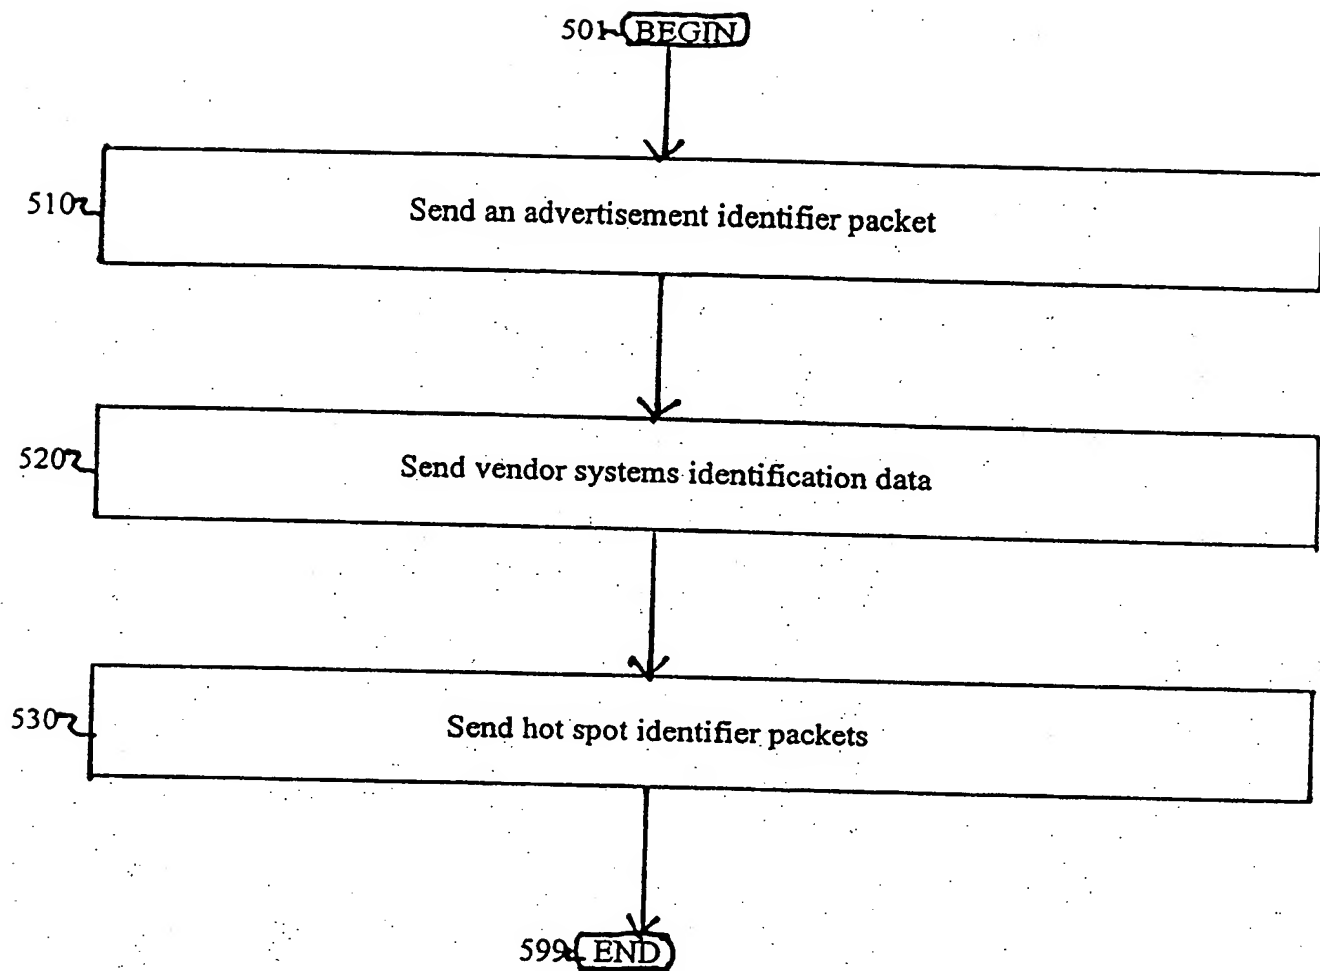 501 BEGIN
510 Send an advertisement identifier packet
520 Send vendor systems identification data
530 Send hot spot identifier packets
599 END